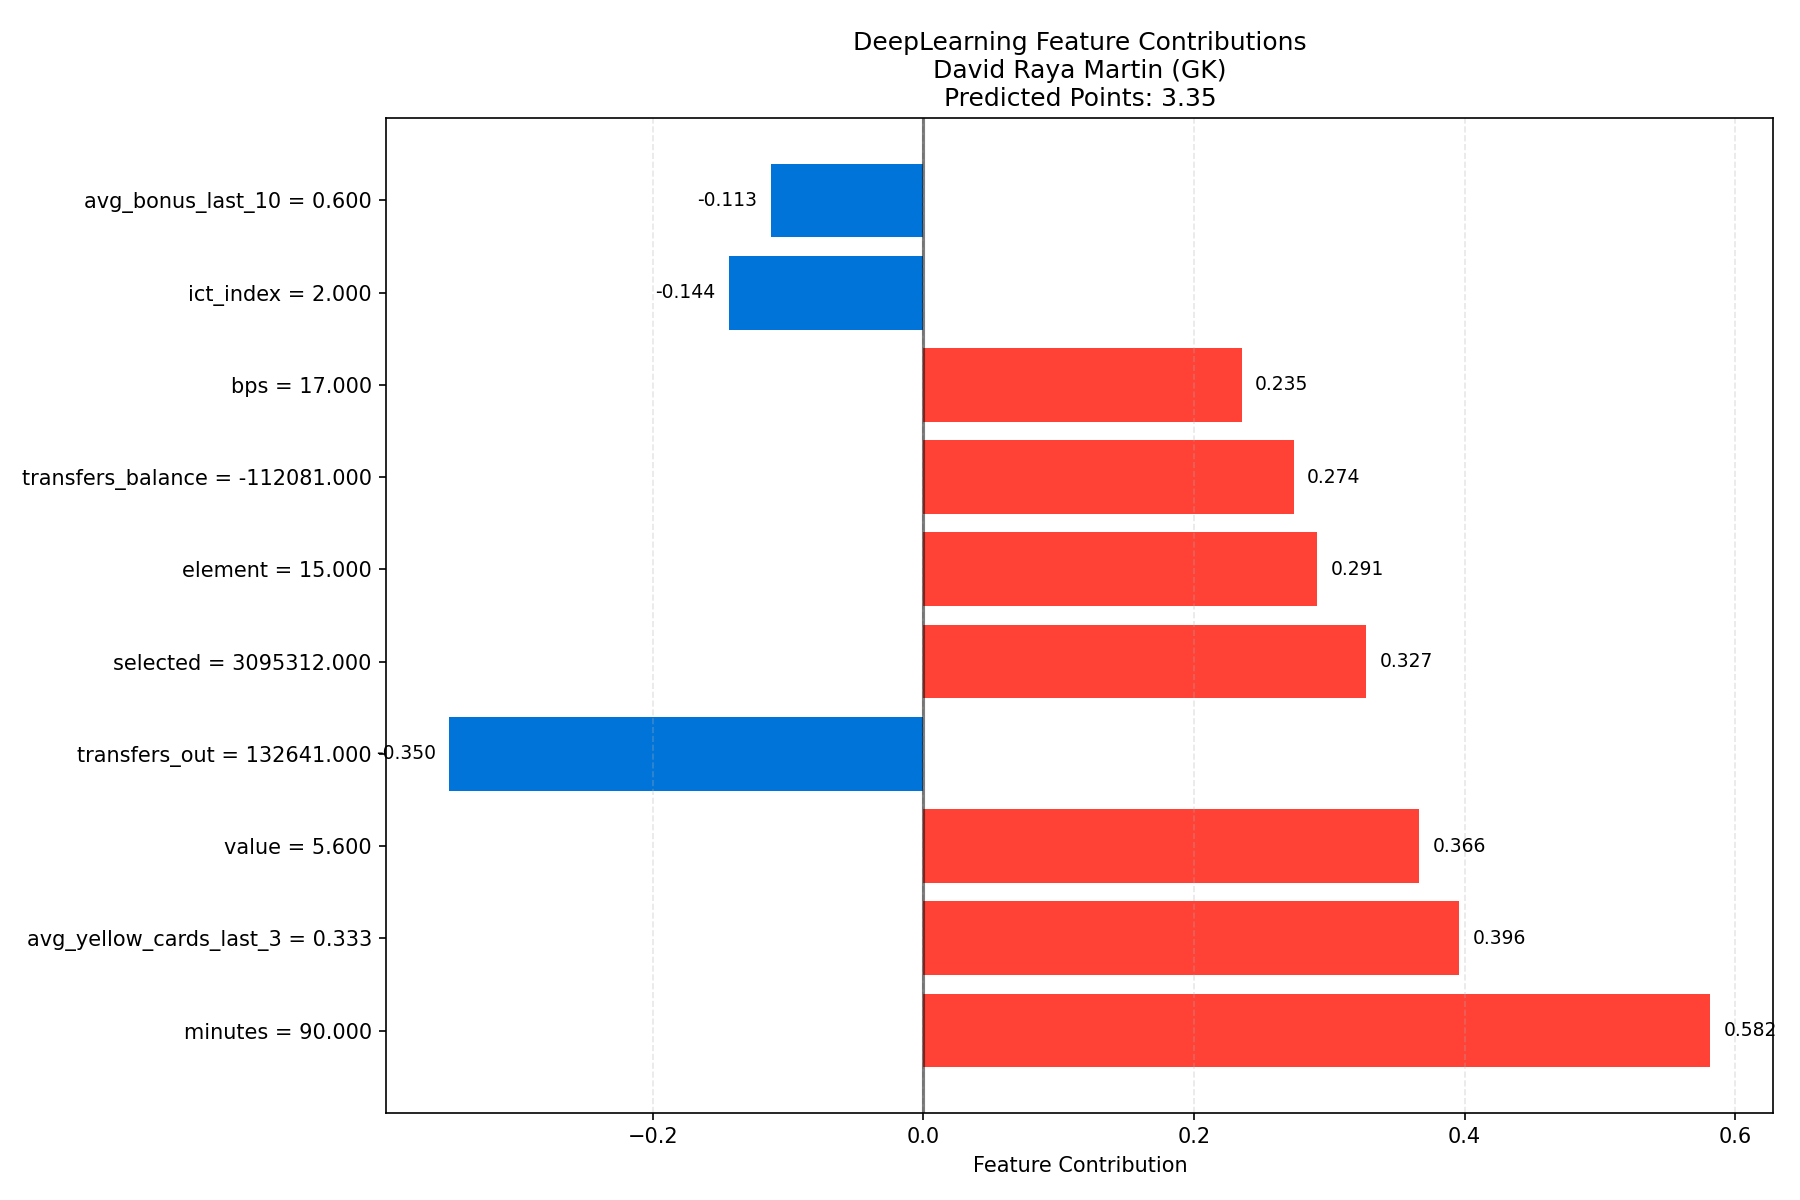 DeepLearning Feature Contributions
David Raya Martin (GK)
Predicted Points: 3.35
avg_bonus_last_10 = 0.600
-0.113
ict_index = 2.000
-0.144
bps = 17.000
0.235
transfers_balance = -112081.000
0.274
element = 15.000
0.291
selected = 3095312.000
0.327
transfers_out = 132641.000
-0.350
value = 5.600
0.366
avg_yellow_cards_last_3 = 0.333
0.396
minutes = 90.000
0.582
−0.2 0.0 0.2 0.4 0.6
Feature Contribution